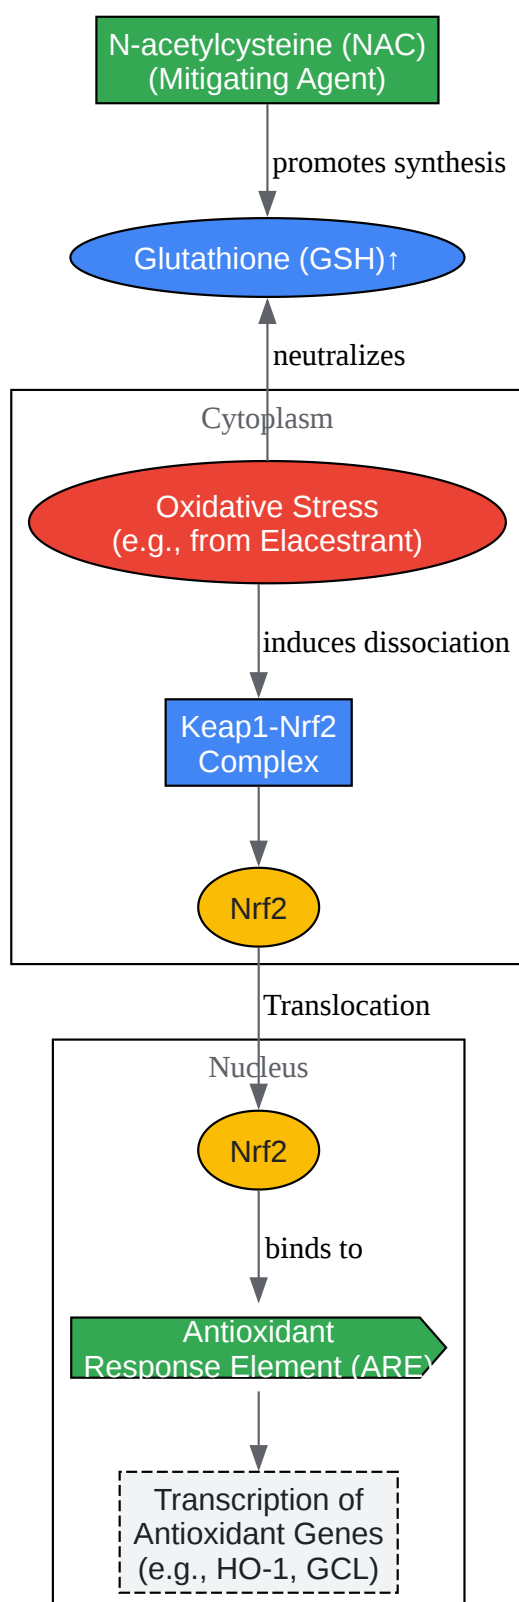 N-acetylcysteine (NAC)
(Mitigating Agent)
promotes synthesis
Glutathione (GSH)↑
neutralizes
Cytoplasm
Oxidative Stress
(e.g., from Elacestrant)
induces dissociation
Keap1-Nrf2
Complex
Nrf2
Translocation
Nucleus
Nrf2
binds to
Antioxidant
Response Element (ARE)
Transcription of
Antioxidant Genes
(e.g., HO-1, GCL)